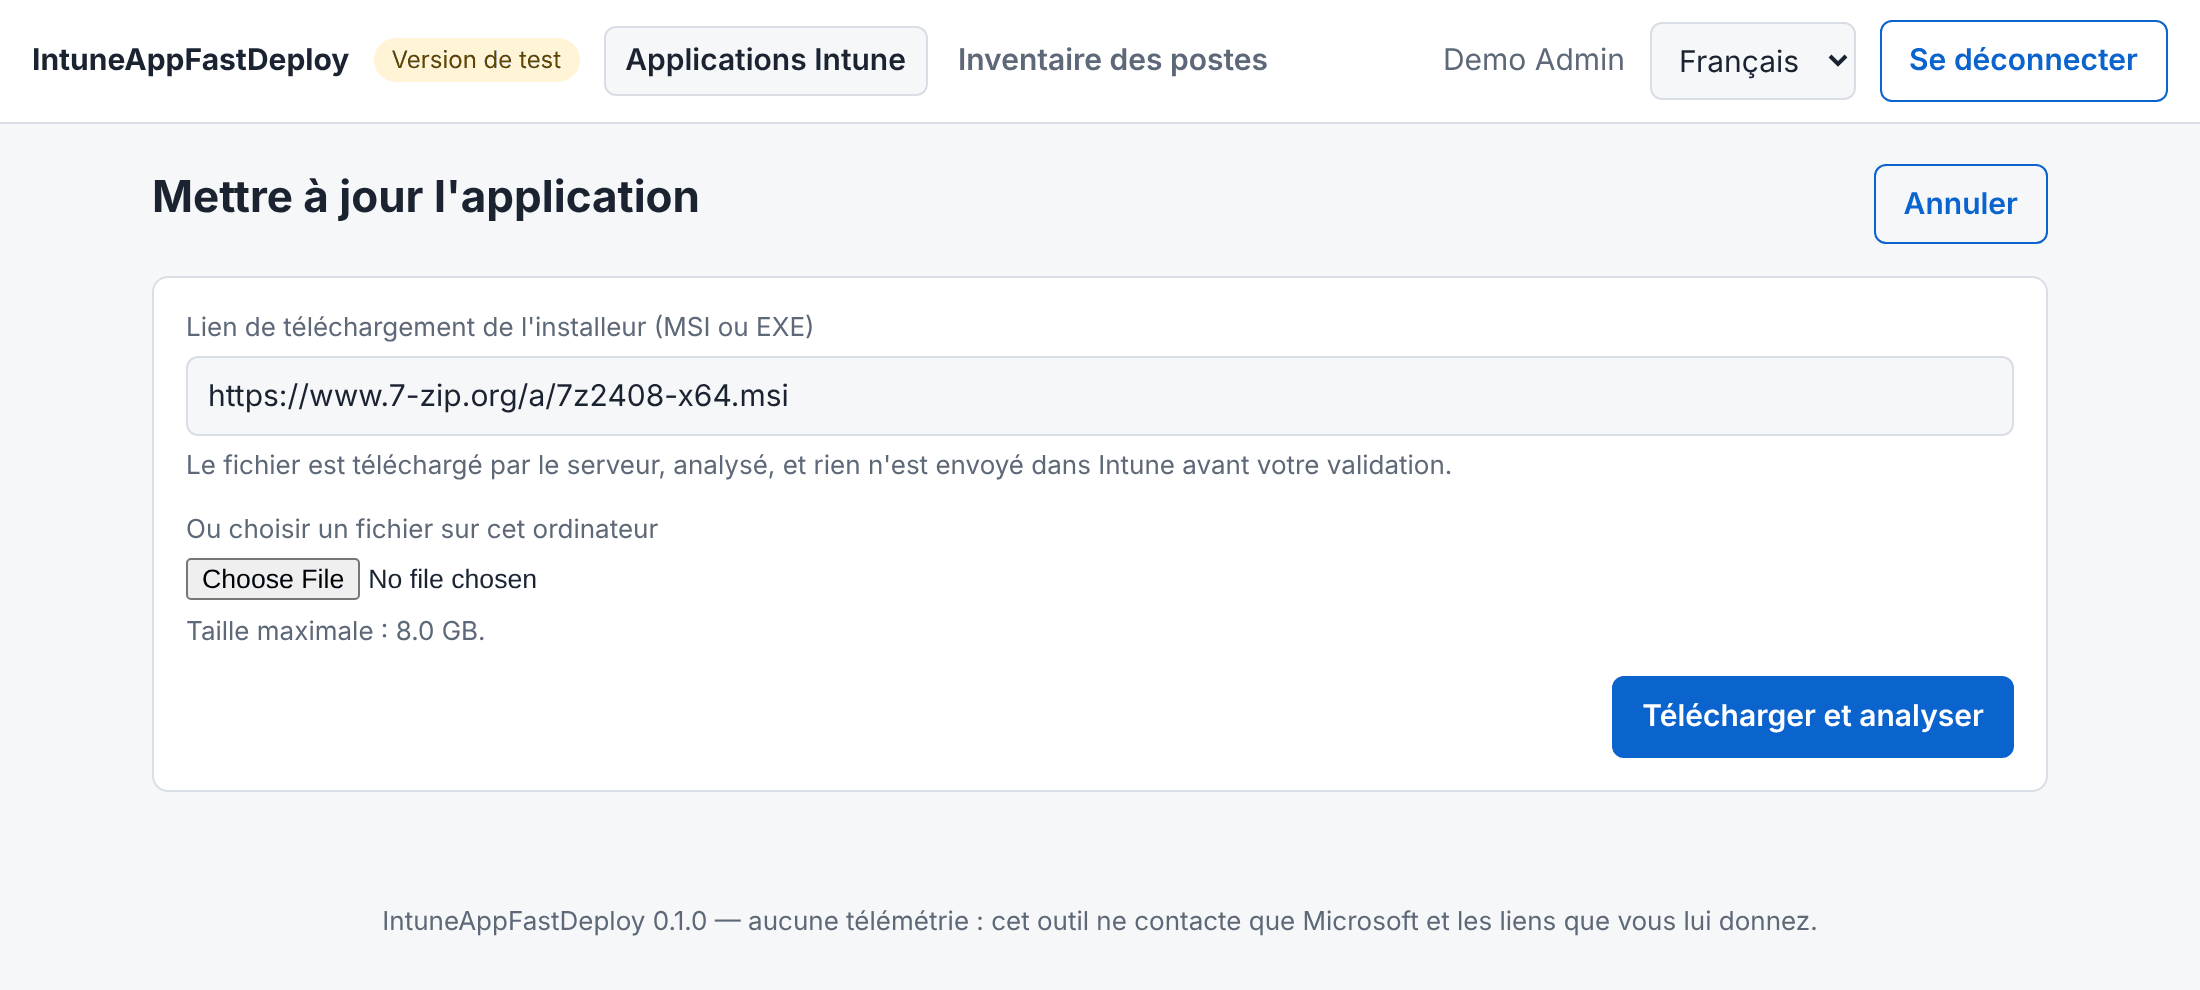 IntuneAppFastDeploy Version de test Applications Intune Inventaire des postes Demo Admin Français Se déconnecter
Mettre à jour l'application
Annuler
Lien de téléchargement de l'installeur (MSI ou EXE)
https://www.7-zip.org/a/7z2408-x64.msi
Le fichier est téléchargé par le serveur, analysé, et rien n'est envoyé dans Intune avant votre validation.
Ou choisir un fichier sur cet ordinateur
Choose File No file chosen
Taille maximale : 8.0 GB.
Télécharger et analyser
IntuneAppFastDeploy 0.1.0 — aucune télémétrie : cet outil ne contacte que Microsoft et les liens que vous lui donnez.